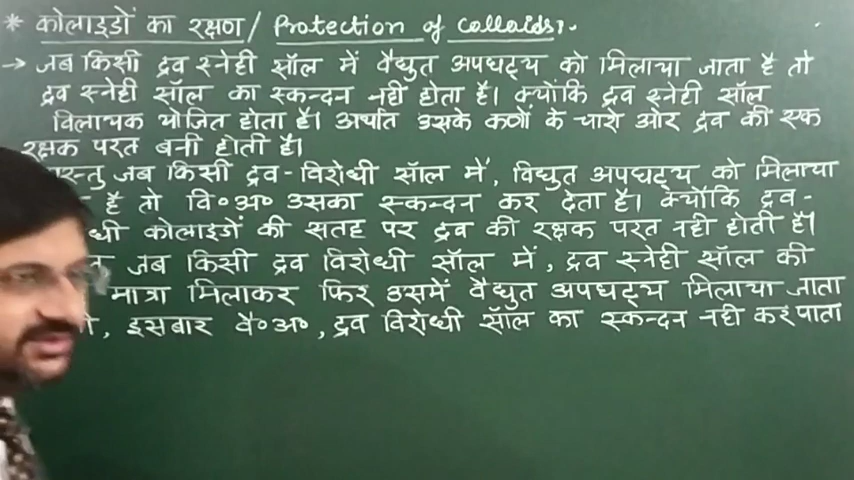 * कोलाइडों का रक्षण / Protection of collaids:-
→ जब किसी द्रव स्नेही सॉल में वैद्युत अपघट्य को मिलाया जाता है तो
द्रव स्नेही सॉल का स्कन्दन नहीं होता है। क्योंकि द्रव स्नेही सॉल
विलायक योजित होता है। अर्थात उसके कणों के चारो ओर द्रव की एक
रक्षक परत बनी होती है।
रन्तु जब किसी द्रव-विरोधी सॉल में, विद्युत अपघट्य को मिलाया
है तो वि०अ० उसका स्कन्दन कर देता है। क्योंकि द्रव-
धी कोलाइडों की सतह पर द्रव की रक्षक परत नही होती है।
जब किसी द्रव विरोधी सॉल में, द्रव स्नेही सॉल की
मात्रा मिलाकर फिर उसमें वैद्युत अपघट्य मिलाया जाता
, इसबार वै०अ०, द्रव विरोधी सॉल का स्कन्दन नही कर पाता